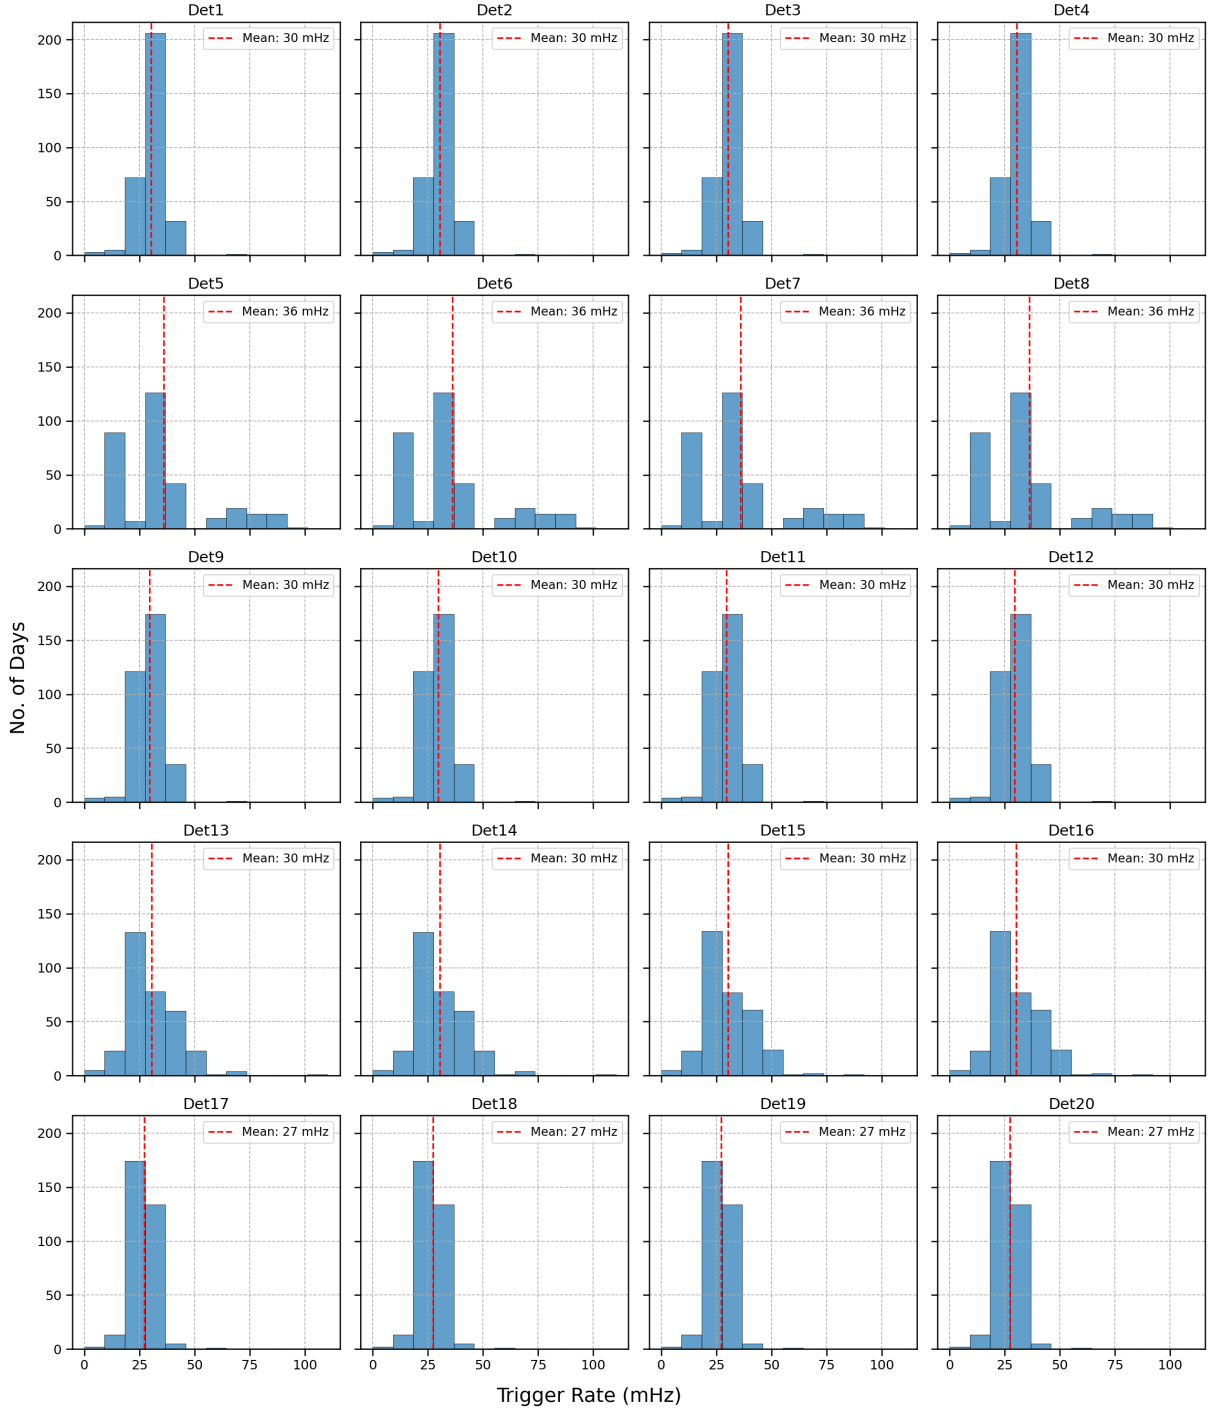 Det1
Det2
Det3
Det4
200
150
100
50
0
Mean: 30 mHz
Mean: 30 mHz
Mean: 30 mHz
Mean: 30 mHz
Det5
Det6
Det7
Det8
200
150
100
50
0
Mean: 36 mHz
Mean: 36 mHz
Mean: 36 mHz
Mean: 36 mHz
Det9
Det10
Det11
Det12
200
150
100
50
0
Mean: 30 mHz
Mean: 30 mHz
Mean: 30 mHz
Mean: 30 mHz
No. of Days
Det13
Det14
Det15
Det16
200
150
100
50
0
Mean: 30 mHz
Mean: 30 mHz
Mean: 30 mHz
Mean: 30 mHz
Det17
Det18
Det19
Det20
200
150
100
50
0
Mean: 27 mHz
Mean: 27 mHz
Mean: 27 mHz
Mean: 27 mHz
0 25 50 75 100
0 25 50 75 100
0 25 50 75 100
0 25 50 75 100
Trigger Rate (mHz)